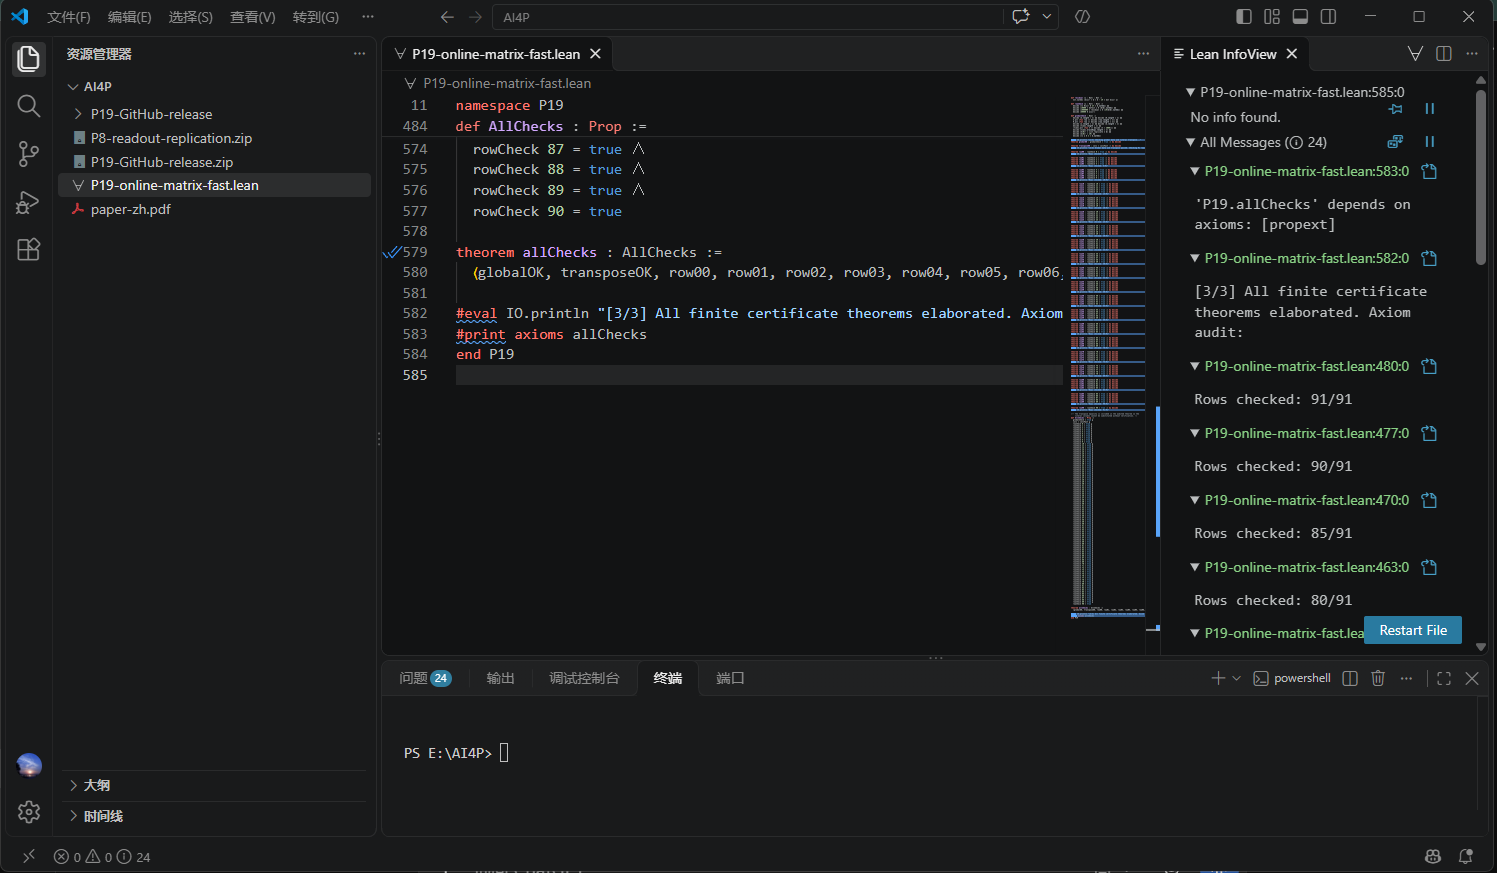 文件(F) 编辑(E) 选择(S) 查看(V) 转到(G) ···
AI4P
资源管理器
AI4P
P19-GitHub-release
P8-readout-replication.zip
P19-GitHub-release.zip
P19-online-matrix-fast.lean
paper-zh.pdf
大纲
时间线
P19-online-matrix-fast.lean
P19-online-matrix-fast.lean
11 namespace P19
484 def AllChecks : Prop :=
574 rowCheck 87 = true ∧
575 rowCheck 88 = true ∧
576 rowCheck 89 = true ∧
577 rowCheck 90 = true
578
579 theorem allChecks : AllChecks :=
580 ⟨globalOK, transposeOK, row00, row01, row02, row03, row04, row05, row06,
581
582 #eval IO.println "[3/3] All finite certificate theorems elaborated. Axiom
583 #print axioms allChecks
584 end P19
585
Lean InfoView
P19-online-matrix-fast.lean:585:0
No info found.
All Messages (ⓘ 24)
P19-online-matrix-fast.lean:583:0
'P19.allChecks' depends on
axioms: [propext]
P19-online-matrix-fast.lean:582:0
[3/3] All finite certificate
theorems elaborated. Axiom
audit:
P19-online-matrix-fast.lean:480:0
Rows checked: 91/91
P19-online-matrix-fast.lean:477:0
Rows checked: 90/91
P19-online-matrix-fast.lean:470:0
Rows checked: 85/91
P19-online-matrix-fast.lean:463:0
Rows checked: 80/91
P19-online-matrix-fast.lea
Restart File
问题 24 输出 调试控制台 终端 端口
powershell
PS E:\AI4P>
0 0 24